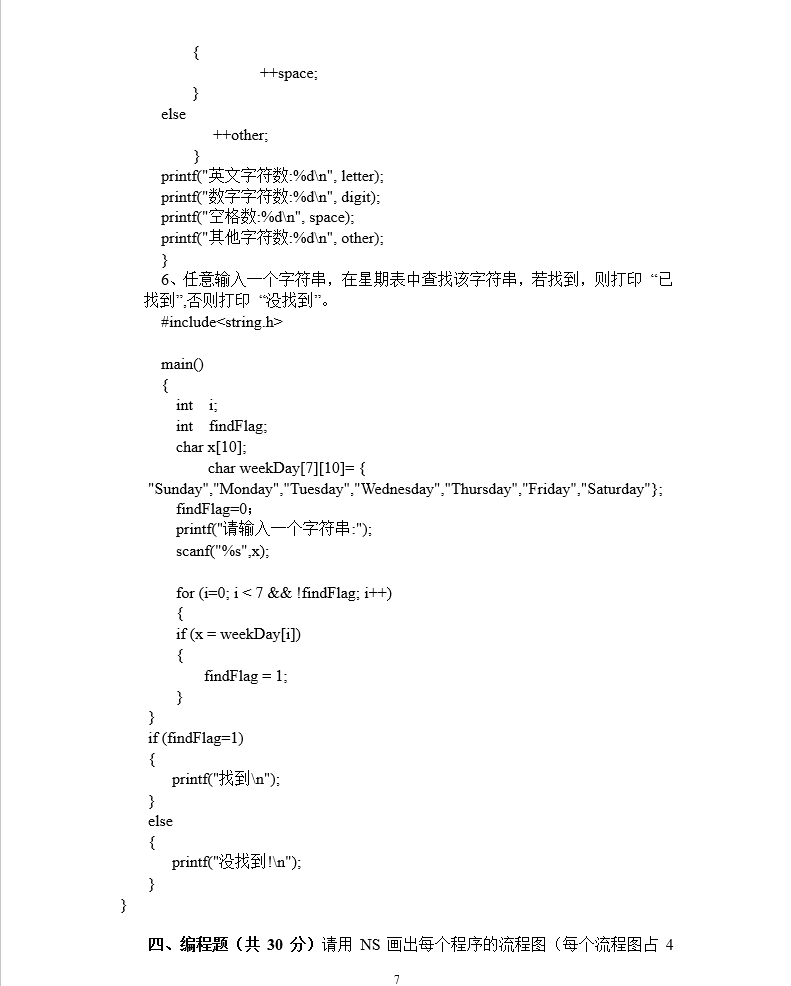 {
++space;
}
else
++other;
}
printf("英文字符数:%d\n", letter);
printf("数字字符数:%d\n", digit);
printf("空格数:%d\n", space);
printf("其他字符数:%d\n", other);
}
6、任意输入一个字符串，在星期表中查找该字符串，若找到，则打印 “已
找到”,否则打印 “没找到”。
#include<string.h>
main()
{
int i;
int findFlag;
char x[10];
char weekDay[7][10]= {
"Sunday","Monday","Tuesday","Wednesday","Thursday","Friday","Saturday"};
findFlag=0；
printf("请输入一个字符串:");
scanf("%s",x);
for (i=0; i < 7 && !findFlag; i++)
{
if (x = weekDay[i])
{
findFlag = 1;
}
}
if (findFlag=1)
{
printf("找到\n");
}
else
{
printf("没找到!\n");
}
}
四、编程题（共 30 分）请用 NS 画出每个程序的流程图（每个流程图占 4
7